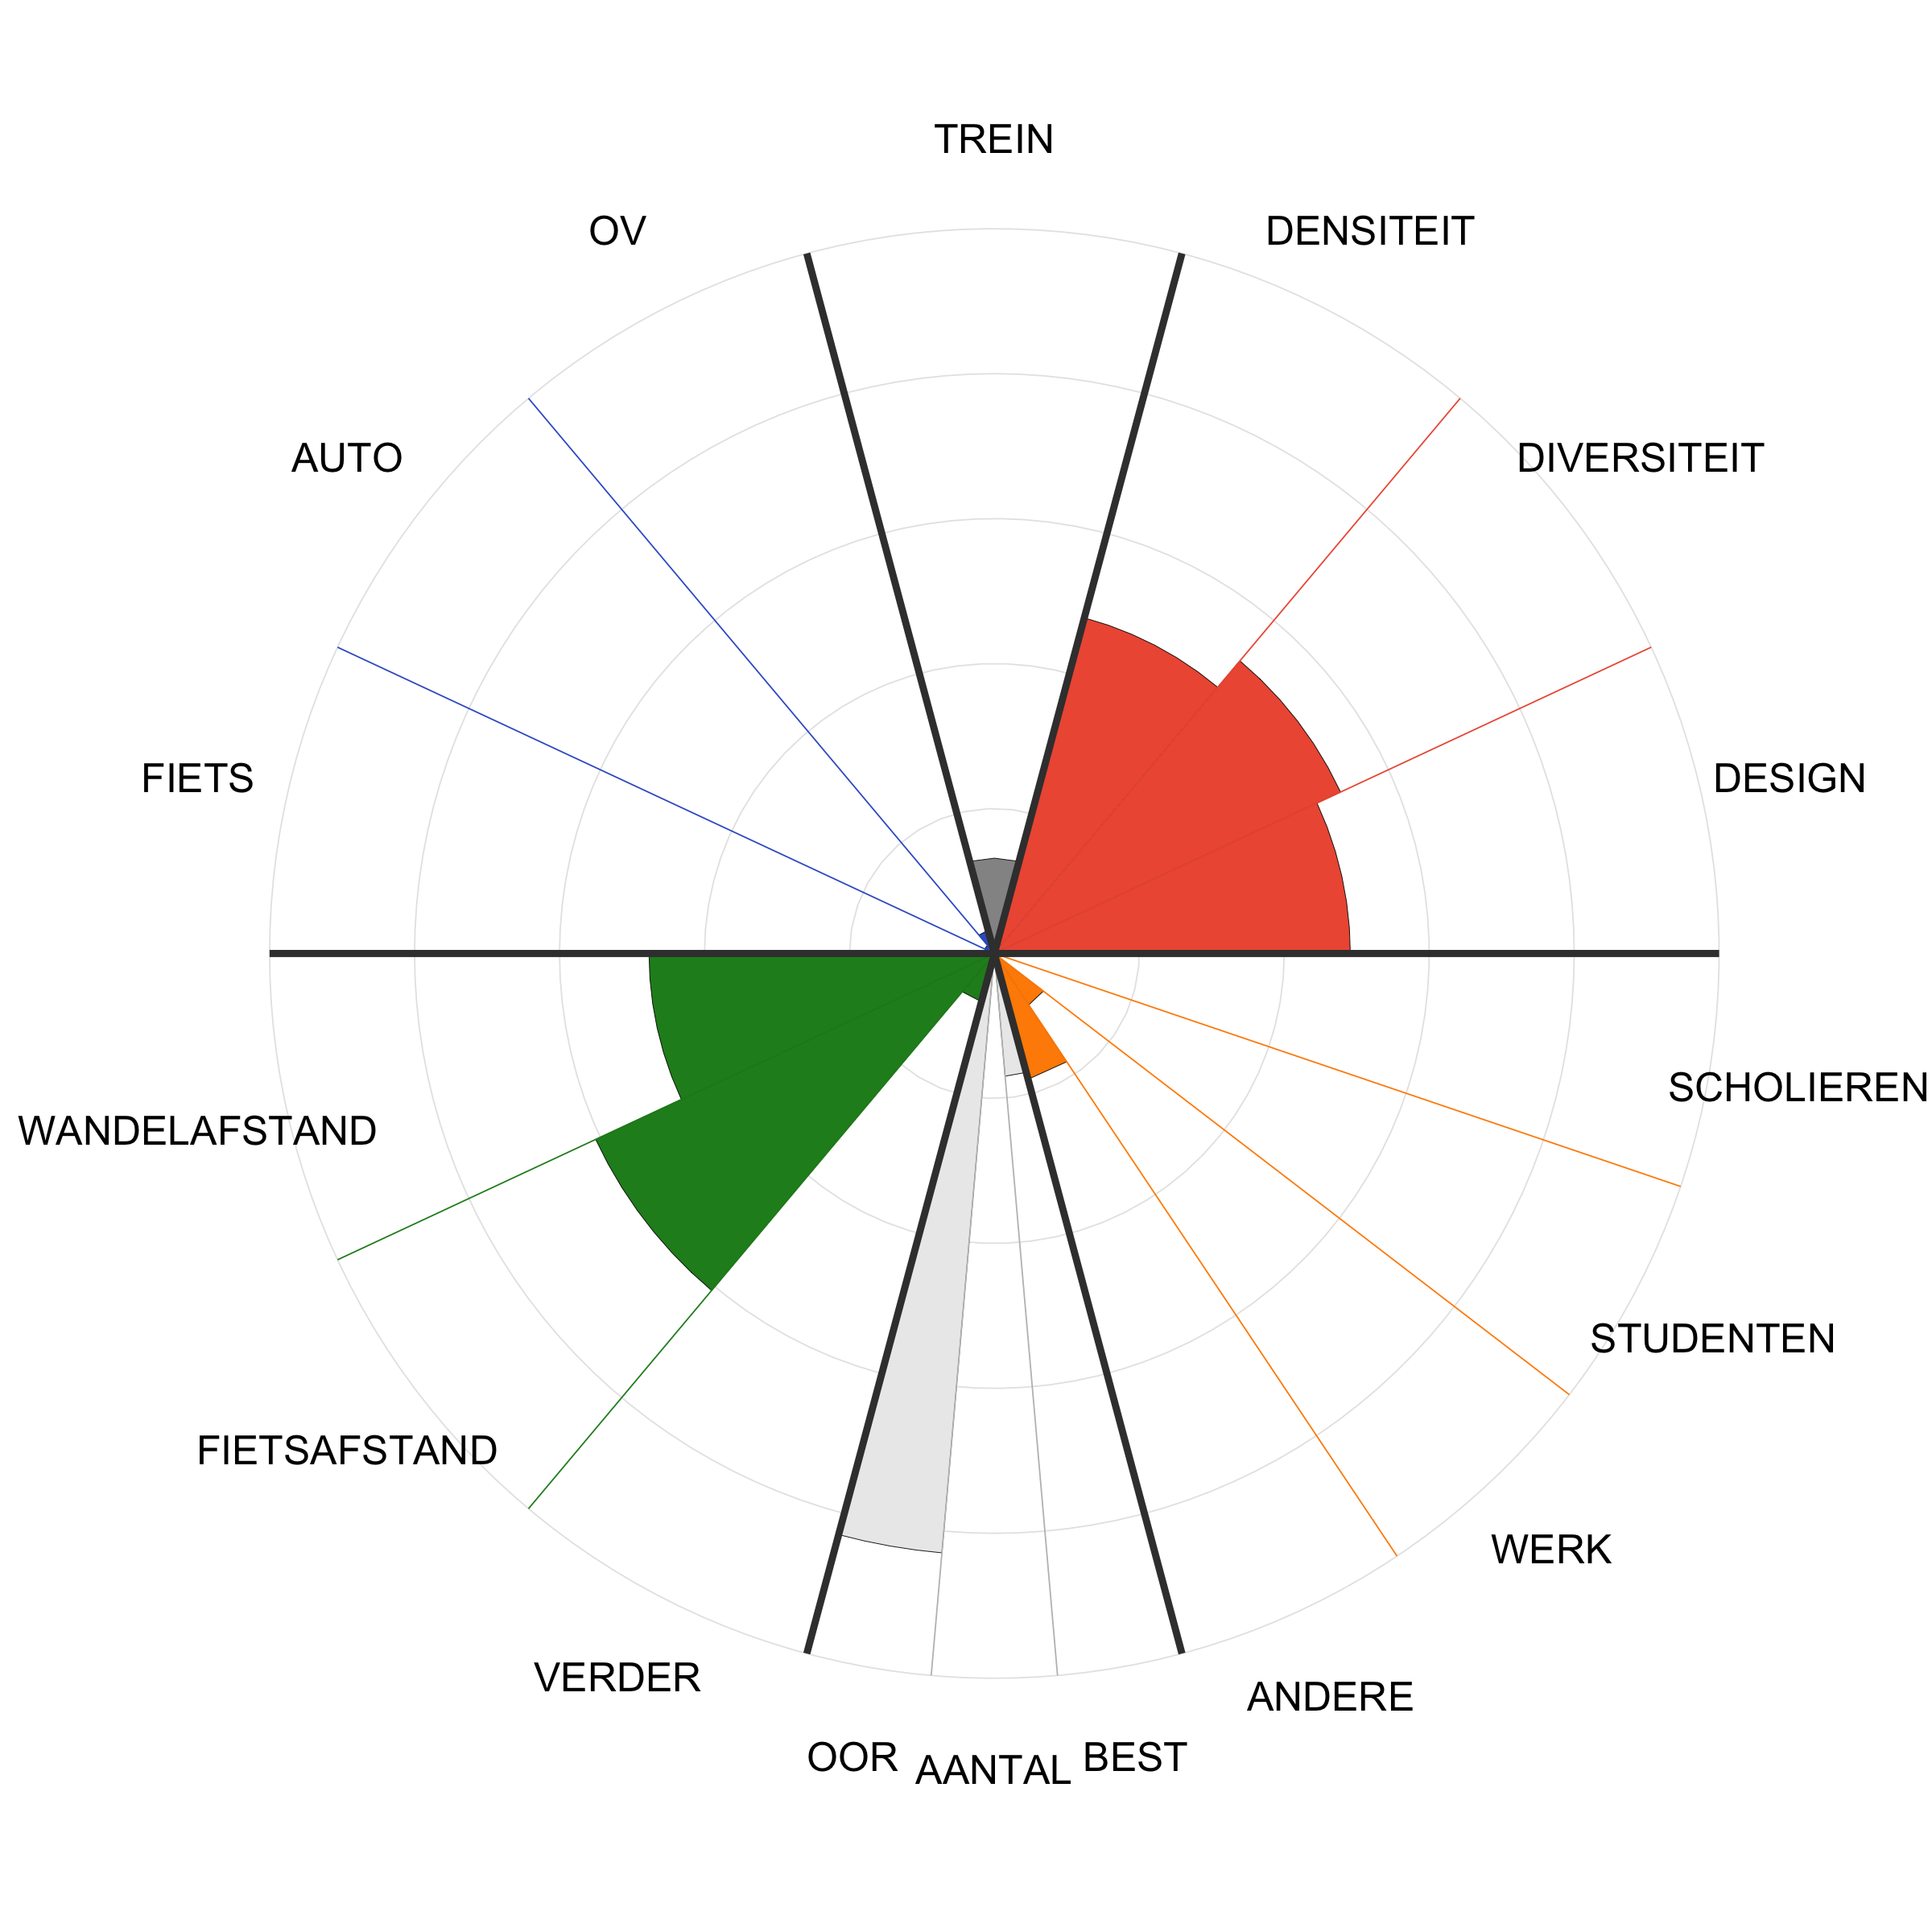 TREIN
OV
DENSITEIT
AUTO
DIVERSITEIT
FIETS
DESIGN
SCHOLIEREN
WANDELAFSTAND
STUDENTEN
FIETSAFSTAND
WERK
VERDER
ANDERE
OOR
AANTAL
BEST